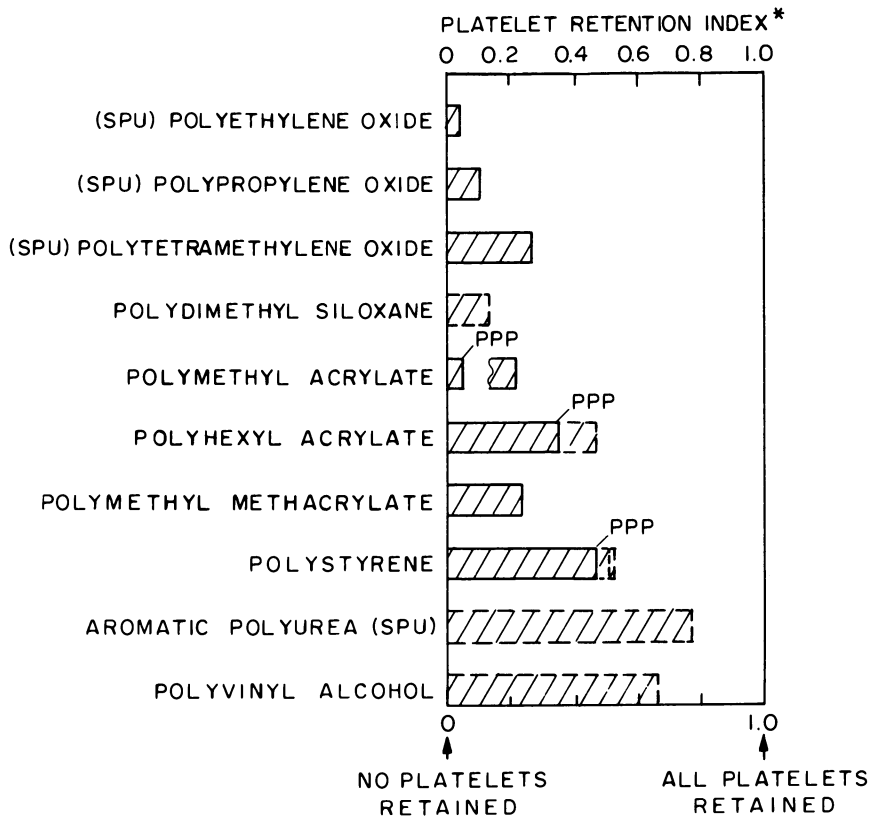 PLATELET RETENTION INDEX*
0 0.2 0.4 0.6 0.8 1.0
(SPU) POLYETHYLENE OXIDE
(SPU) POLYPROPYLENE OXIDE
(SPU) POLYTETRAMETHYLENE OXIDE
POLYDIMETHYL SILOXANE
PPP
POLYMETHYL ACRYLATE
PPP
POLYHEXYL ACRYLATE
POLYMETHYL METHACRYLATE
PPP
POLYSTYRENE
AROMATIC POLYUREA (SPU)
POLYVINYL ALCOHOL
0 1.0
NO PLATELETS ALL PLATELETS
RETAINED RETAINED